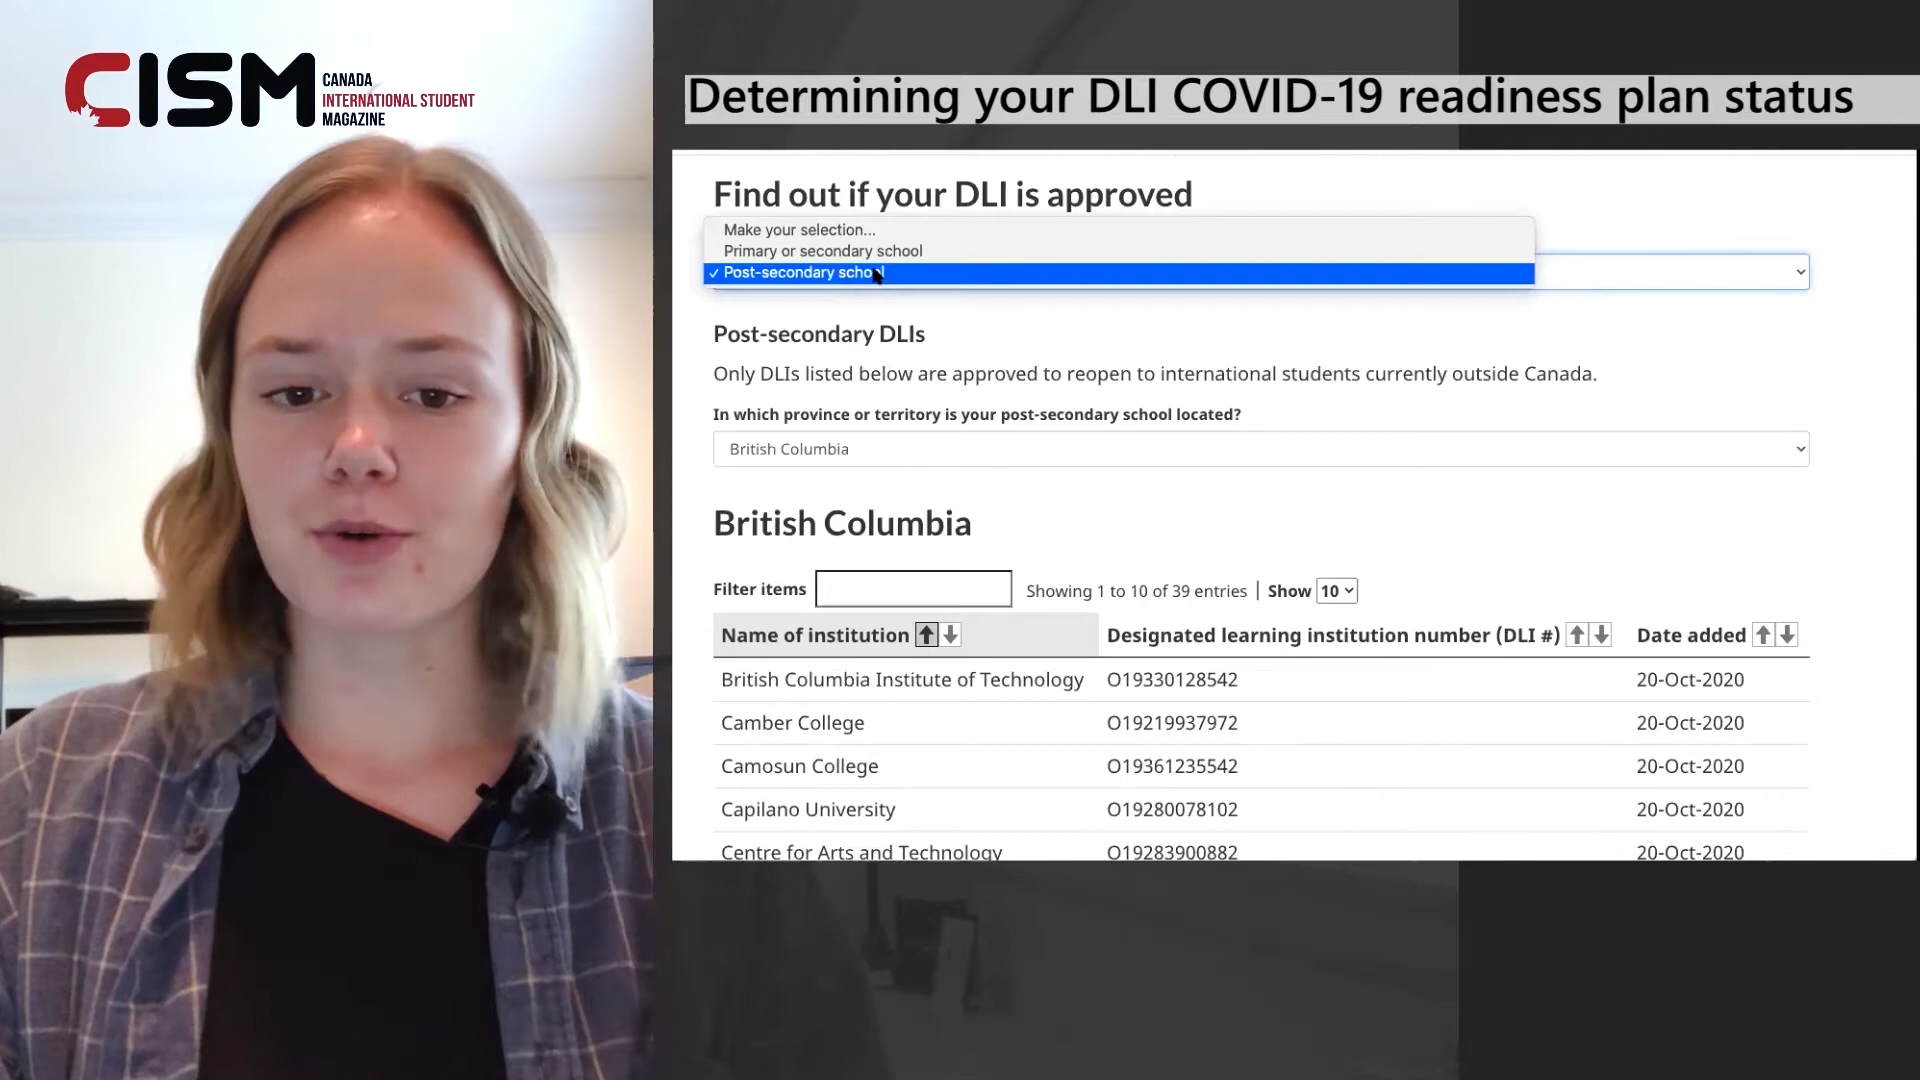 CISM CANADA
INTERNATIONAL STUDENT
MAGAZINE
Determining your DLI COVID-19 readiness plan status
Find out if your DLI is approved
Make your selection...
Primary or secondary school
✓ Post-secondary school
Post-secondary DLIs
Only DLIs listed below are approved to reopen to international students currently outside Canada.
In which province or territory is your post-secondary school located?
British Columbia
British Columbia
Filter items Showing 1 to 10 of 39 entries | Show 10
Name of institution Designated learning institution number (DLI #) Date added
British Columbia Institute of Technology O19330128542 20-Oct-2020
Camber College O19219937972 20-Oct-2020
Camosun College O19361235542 20-Oct-2020
Capilano University O19280078102 20-Oct-2020
Centre for Arts and Technology O19283900882 20-Oct-2020